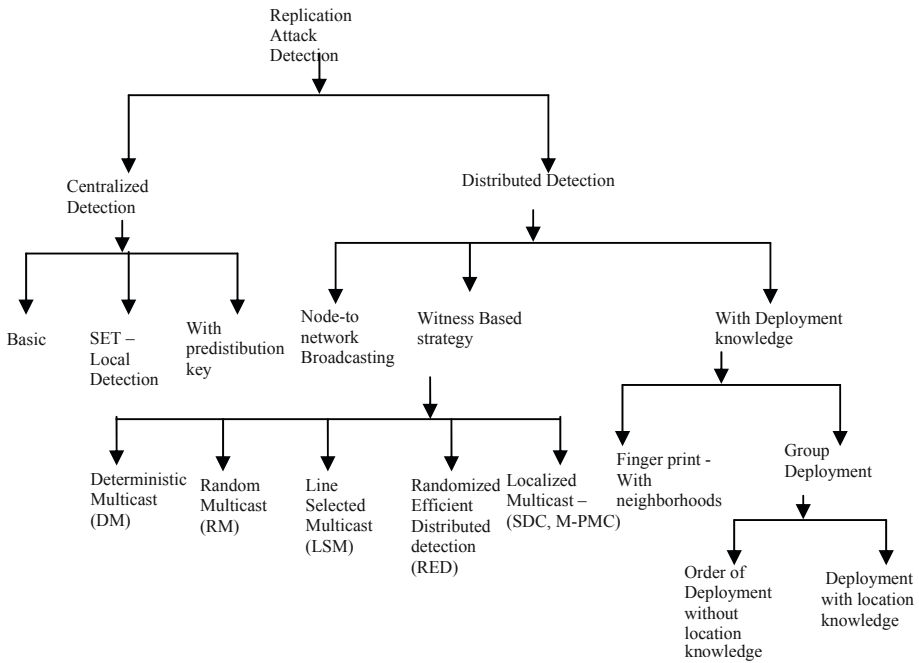 Replication
Attack
Detection
Centralized
Detection
Distributed Detection
Basic
SET –
Local
Detection
With
predistibution
key
Node-to
network
Broadcasting
Witness Based
strategy
With Deployment
knowledge
Deterministic
Multicast
(DM)
Random
Multicast
(RM)
Line
Selected
Multicast
(LSM)
Randomized
Efficient
Distributed
detection
(RED)
Localized
Multicast –
(SDC, M-PMC)
Finger print -
With
neighborhoods
Group
Deployment
Order of
Deployment
without
location
knowledge
Deployment
with location
knowledge